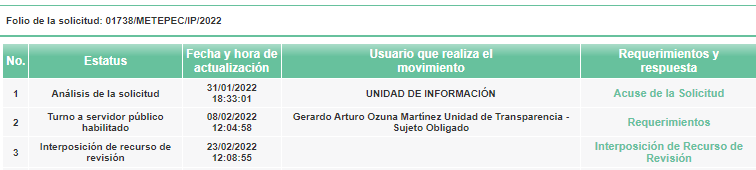 Folio de la solicitud: 01738/METEPEC/IP/2022
No. Estatus Fecha y hora de actualización Usuario que realiza el movimiento Requerimientos y respuesta
1 Análisis de la solicitud 31/01/2022 18:33:01 UNIDAD DE INFORMACIÓN Acuse de la Solicitud
2 Turno a servidor público habilitado 08/02/2022 12:04:58 Gerardo Arturo Ozuna Martínez Unidad de Transparencia - Sujeto Obligado Requerimientos
3 Interposición de recurso de revisión 23/02/2022 12:08:55 Interposición de Recurso de Revisión